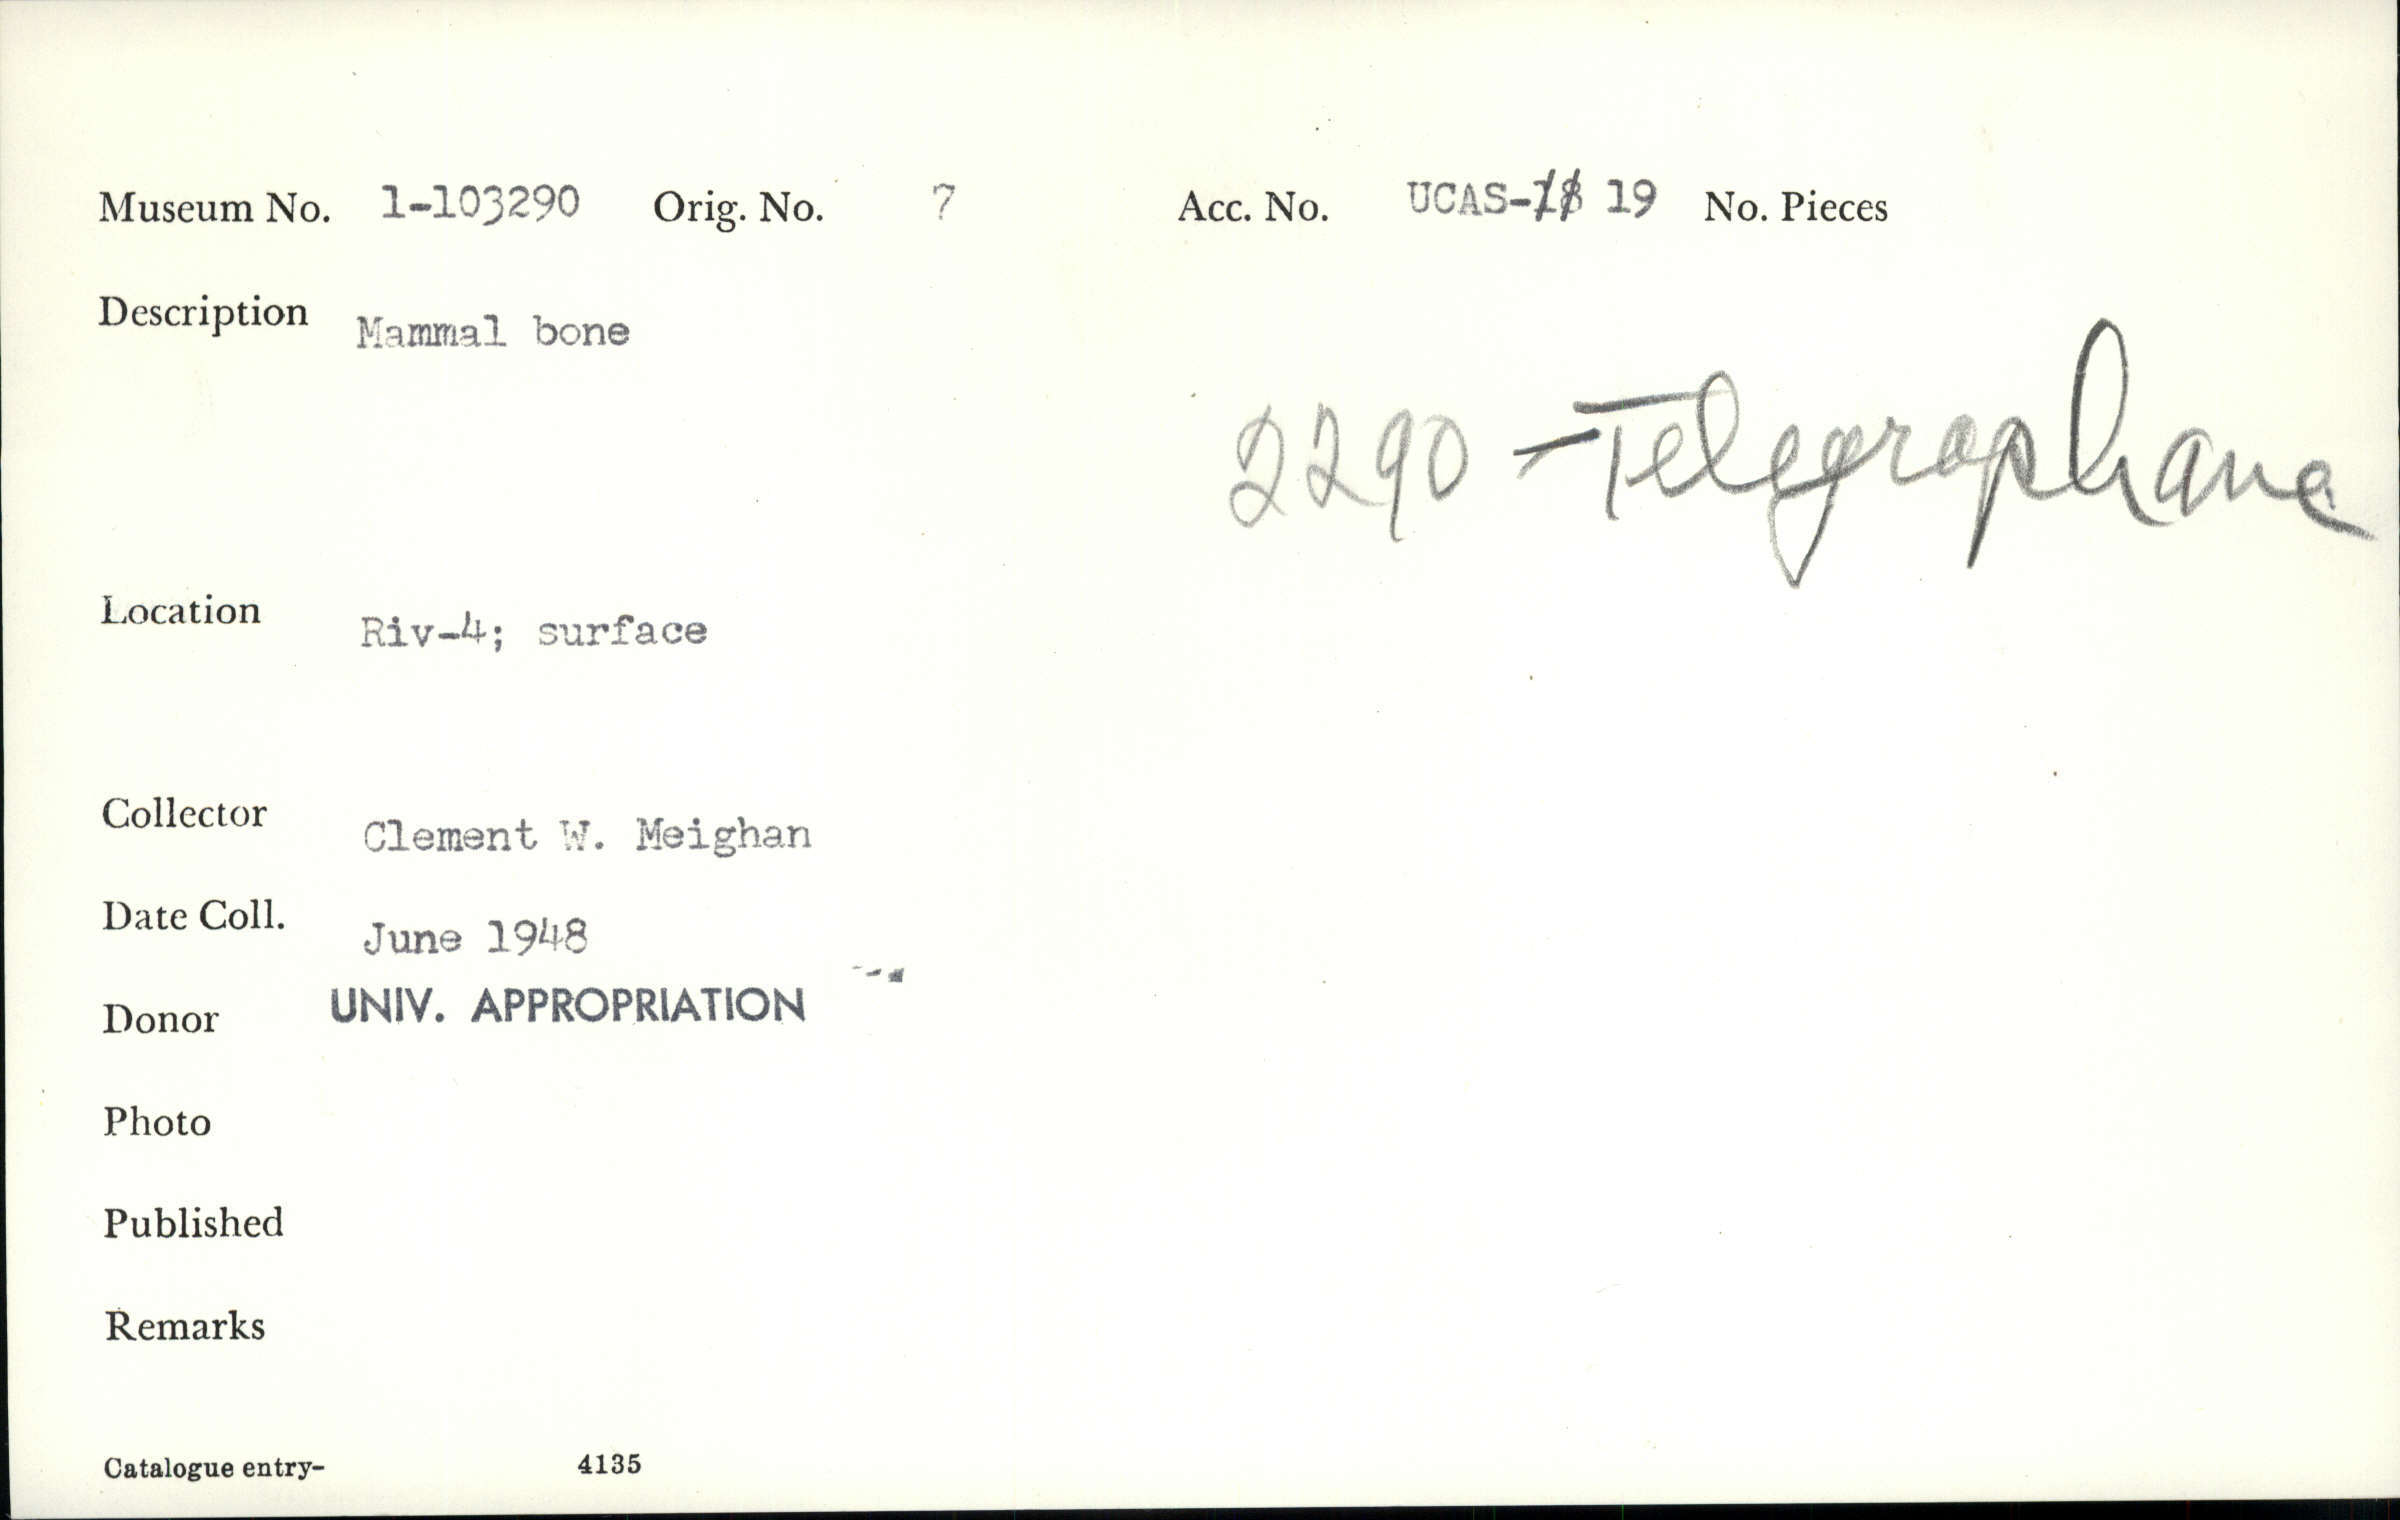 Museum No. 1-103290 Orig. No. 7 Acc. No. UCAS-18 19 No. Pieces
Description Mammal bone
2290 - Telegraph Ave
Location Riv-4; surface
Collector Clement W. Meighan
Date Coll. June 1948
Donor UNIV. APPROPRIATION
Photo
Published
Remarks
Catalogue entry- 4135